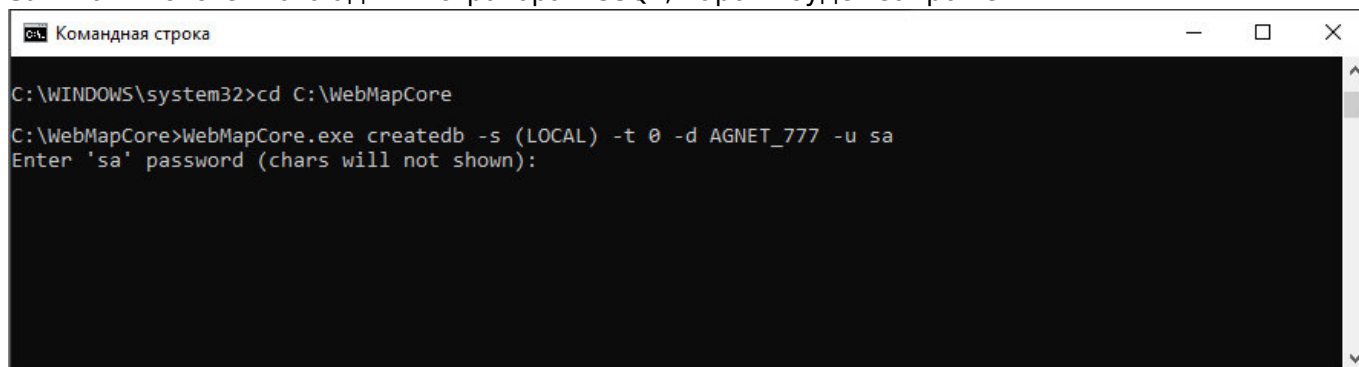 Командная строка
C:\WINDOWS\system32>cd C:\WebMapCore
C:\WebMapCore>WebMapCore.exe createdb -s (LOCAL) -t 0 -d AGNET_777 -u sa
Enter 'sa' password (chars will not shown):